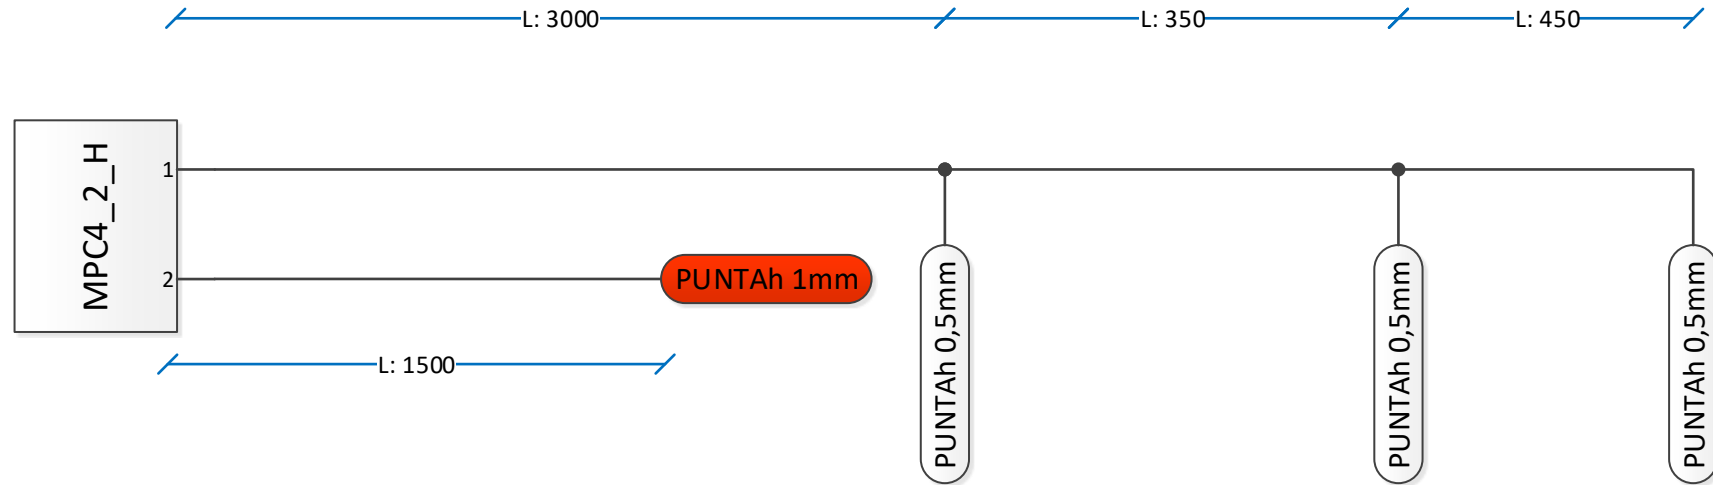 L: 3000
L: 350
L: 450
MPC4_2_H
1
2
PUNTAh 1mm
PUNTAh 0,5mm
PUNTAh 0,5mm
PUNTAh 0,5mm
L: 1500